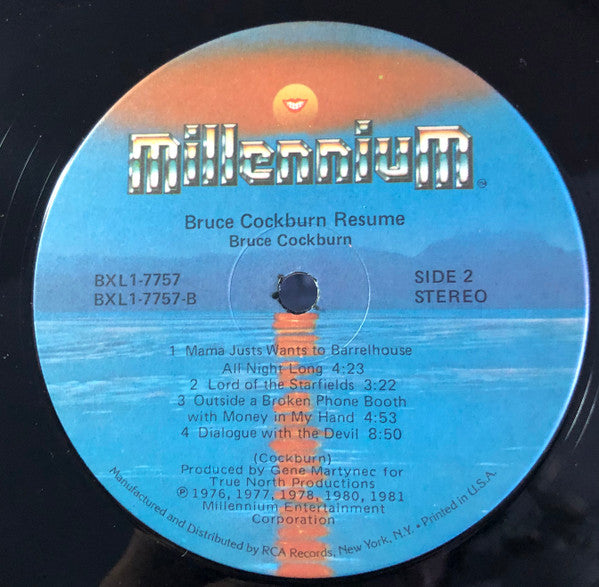 millennium
Bruce Cockburn Resume
Bruce Cockburn
BXL1-7757
BXL1-7757-B
SIDE 2
STEREO
1 Mama Justs Wants to Barrelhouse
All Night Long 4:23
2 Lord of the Starfields 3:22
3 Outside a Broken Phone Booth
with Money in My Hand 4:53
4 Dialogue with the Devil 8:50
(Cockburn)
Produced by Gene Martynec for
True North Productions
℗ 1976, 1977, 1978, 1980, 1981
Millennium Entertainment
Corporation
Manufactured and Distributed by RCA Records, New York, N.Y. • Printed in U.S.A.